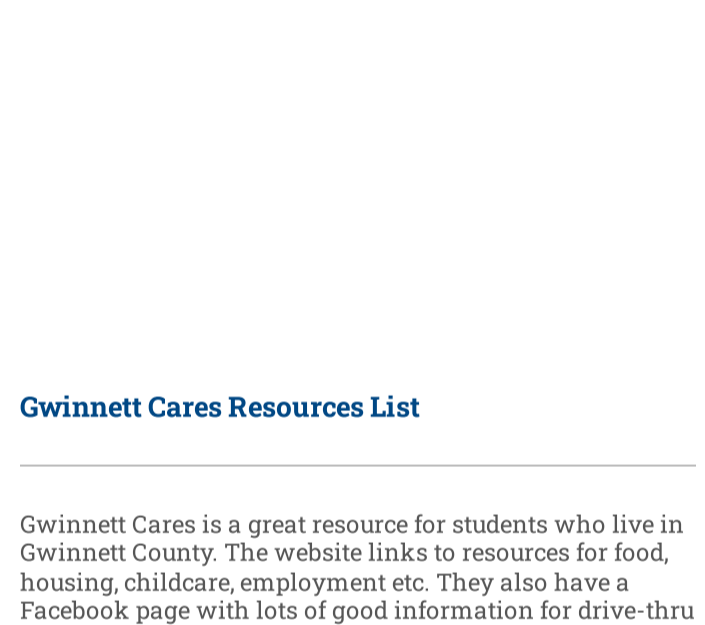 Gwinnett Cares Resources List
Gwinnett Cares is a great resource for students who live in
Gwinnett County. The website links to resources for food,
housing, childcare, employment etc. They also have a
Facebook page with lots of good information for drive-thru